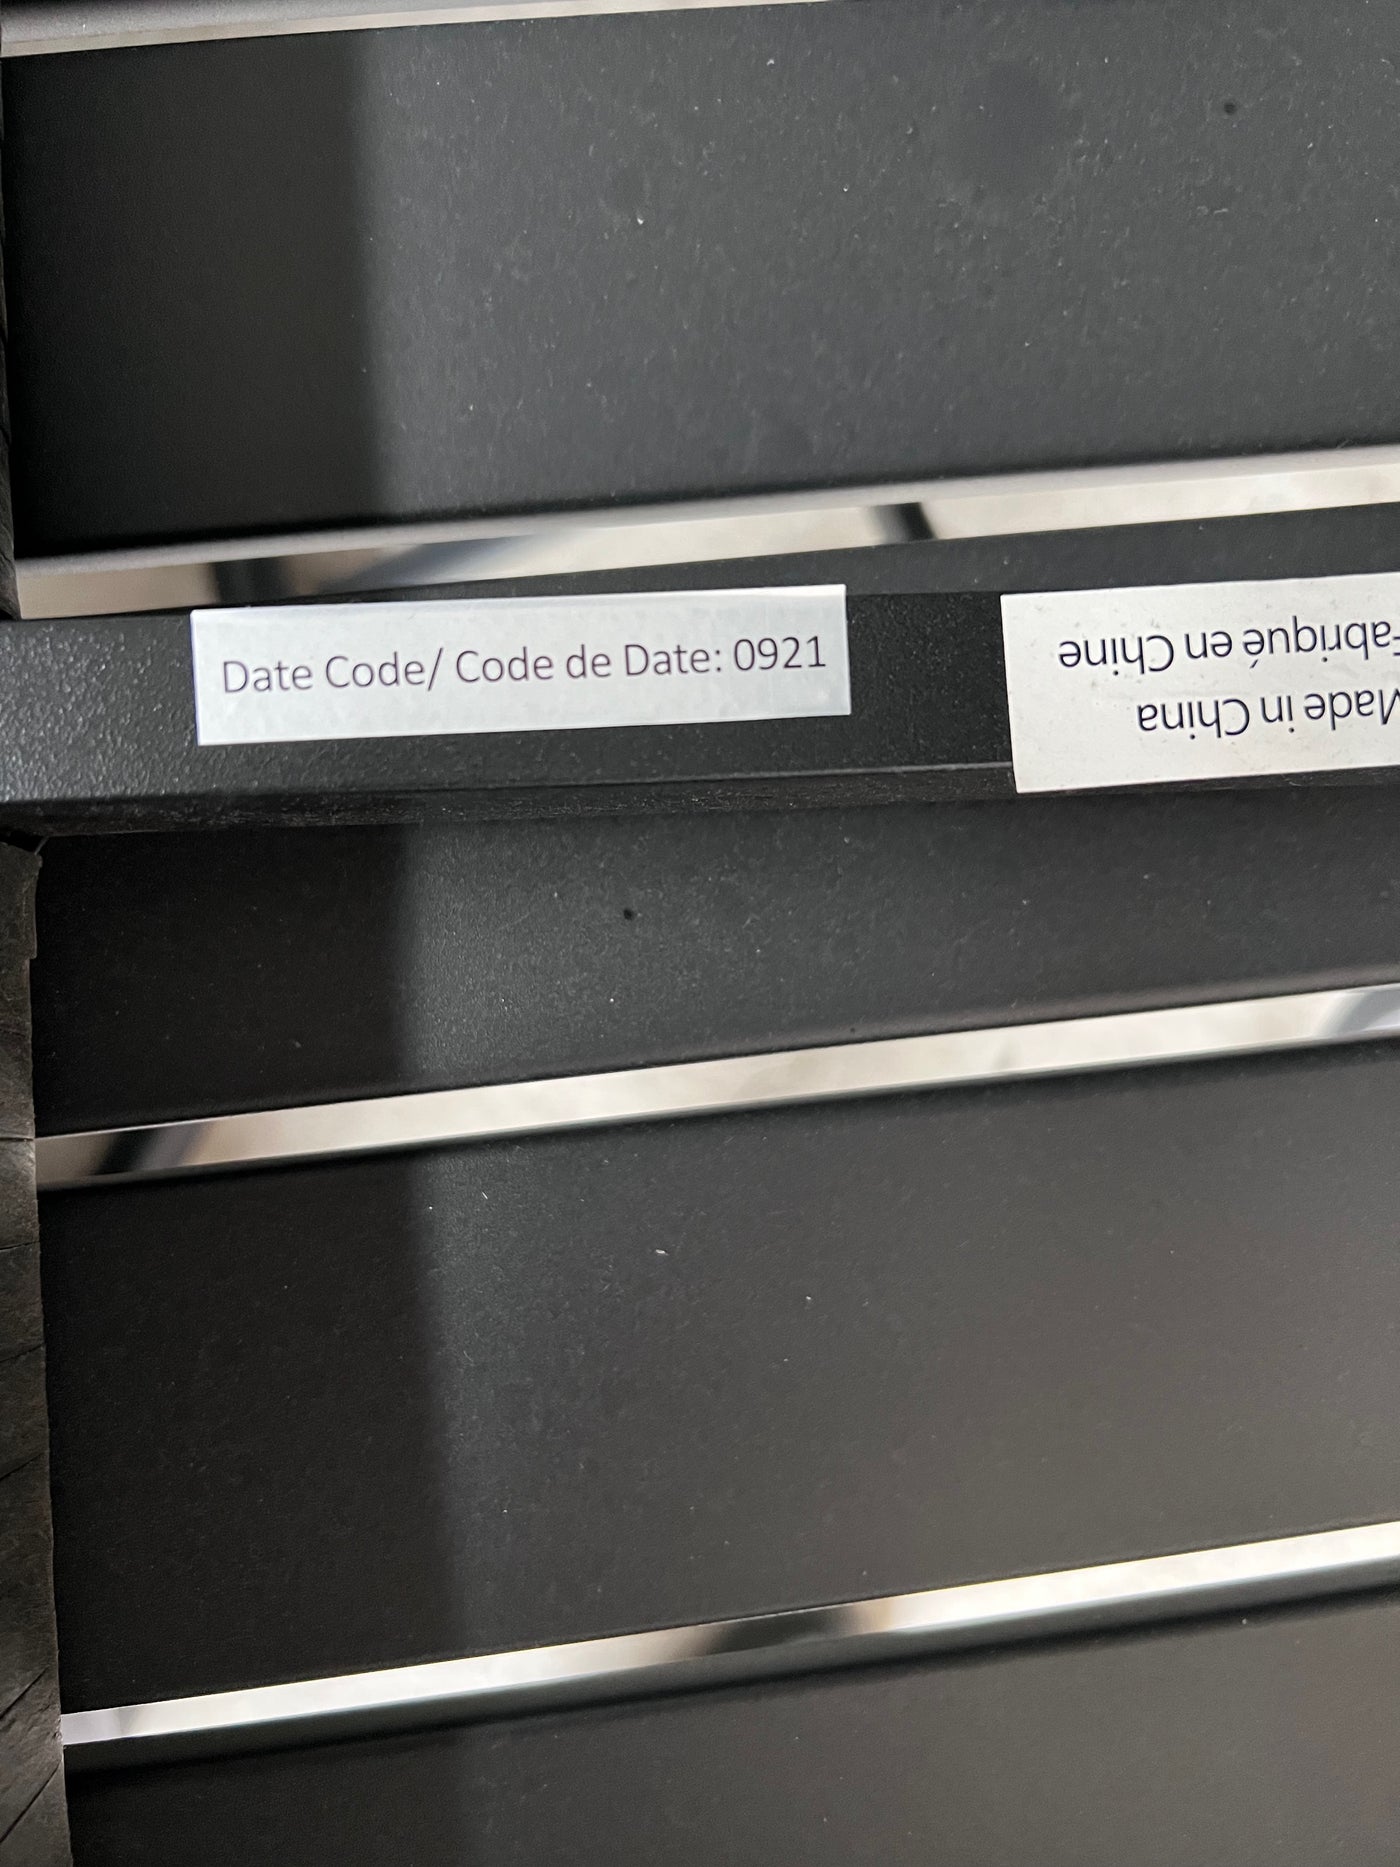 Date Code/ Code de Date: 0921
Made in China
Fabriqué en Chine